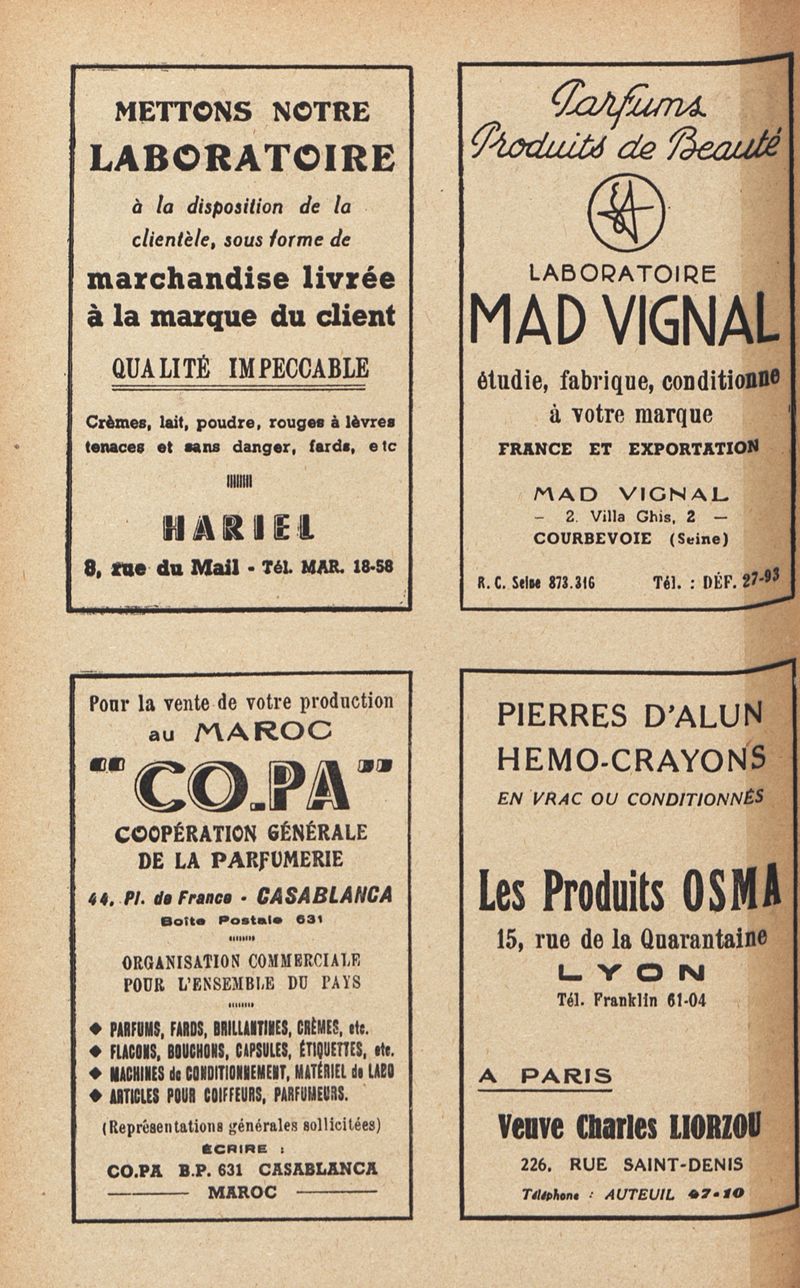 METTONS NOTRE
LABORATOIRE
à la disposition de la
clientèle, sous forme de
marchandise livrée
à la marque du client
QUALITÉ IMPECCABLE
Crèmes, lait, poudre, rouges à lèvres
tenaces et sans danger, fards, etc
HARIEL
8, rue du Mail - Tél. MAR. 18-58
Parfums
Produits de Beauté
LABORATOIRE
MAD VIGNAL
étudie, fabrique, conditionne
à votre marque
FRANCE ET EXPORTATION
MAD VIGNAL
— 2. Villa Ghis, 2 —
COURBEVOIE (Seine)
R. C. Seine 873.316 Tél. : DÉF. 27-93
Pour la vente de votre production
au MAROC
"CO.PA"
COOPÉRATION GÉNÉRALE
DE LA PARFUMERIE
44, Pl. de France - CASABLANCA
Boîte Postale 631
ORGANISATION COMMERCIALE
POUR L'ENSEMBLE DU PAYS
◆ PARFUMS, FARDS, BRILLANTINES, CRÈMES, etc.
◆ FLACONS, BOUCHONS, CAPSULES, ÉTIQUETTES, etc.
◆ MACHINES de CONDITIONNEMENT, MATÉRIEL de LABO
◆ ARTICLES POUR COIFFEURS, PARFUMEURS.
(Représentations générales sollicitées)
ÉCRIRE :
CO.PA B.P. 631 CASABLANCA
MAROC
PIERRES D'ALUN
HEMO-CRAYONS
EN VRAC OU CONDITIONNÉS
Les Produits OSMA
15, rue de la Quarantaine
LYON
Tél. Franklin 61-04
A PARIS
Veuve Charles LIORZOU
226, RUE SAINT-DENIS
Téléphone : AUTEUIL 47-10